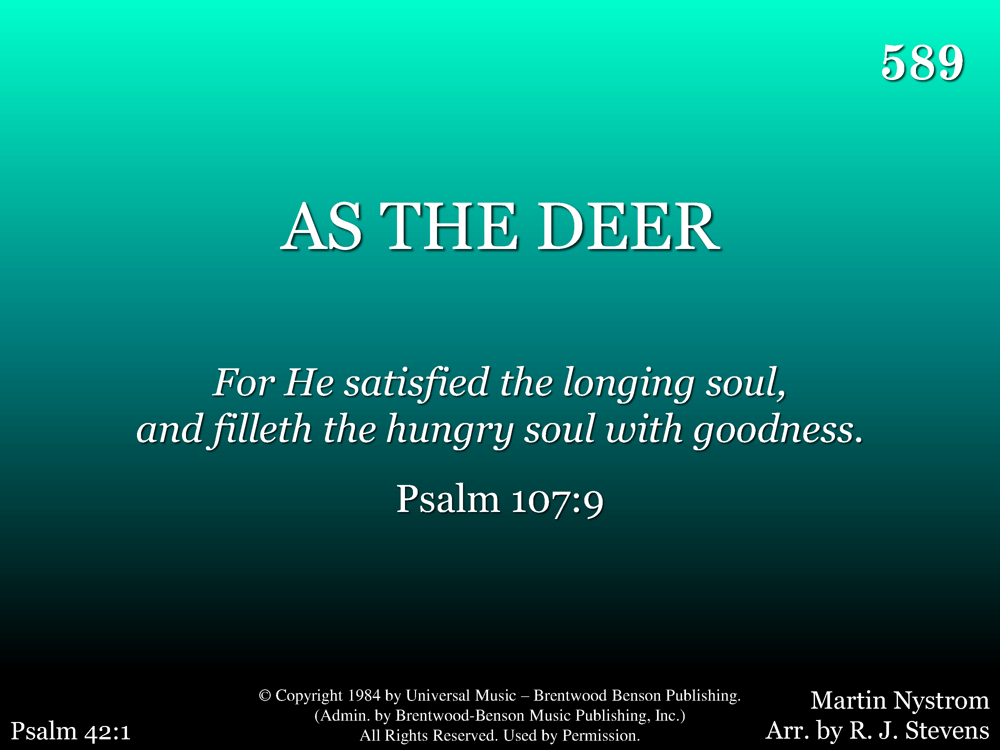 589
AS THE DEER
For He satisfied the longing soul,
and filleth the hungry soul with goodness.
Psalm 107:9
© Copyright 1984 by Universal Music – Brentwood Benson Publishing.
(Admin. by Brentwood-Benson Music Publishing, Inc.)
All Rights Reserved. Used by Permission.
Psalm 42:1
Martin Nystrom
Arr. by R. J. Stevens